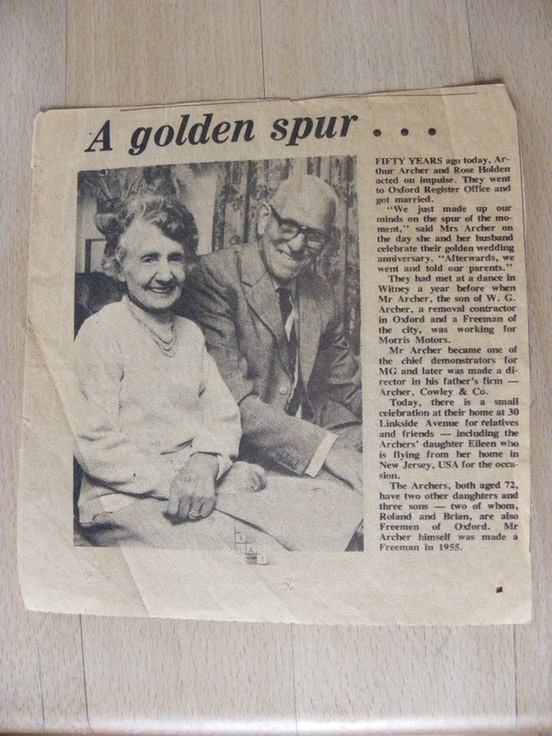 A golden spur . . .
FIFTY YEARS ago today, Ar-
thur Archer and Rose Holden
acted on impulse. They went
to Oxford Register Office and
got married.
"We just made up our
minds on the spur of the mo-
ment," said Mrs Archer on
the day she and her husband
celebrate their golden wedding
anniversary. "Afterwards, we
went and told our parents."
They had met at a dance in
Witney a year before when
Mr Archer, the son of W. G.
Archer, a removal contractor
in Oxford and a Freeman of
the city, was working for
Morris Motors.
Mr Archer became one of
the chief demonstrators for
MG and later was made a di-
rector in his father's firm —
Archer, Cowley & Co.
Today, there is a small
celebration at their home at 30
Linkside Avenue for relatives
and friends — including the
Archers' daughter Eileen who
is flying from her home in
New Jersey, USA for the occa-
sion.
The Archers, both aged 72,
have two other daughters and
three sons — two of whom,
Roland and Brian, are also
Freemen of Oxford. Mr
Archer himself was made a
Freeman in 1955.